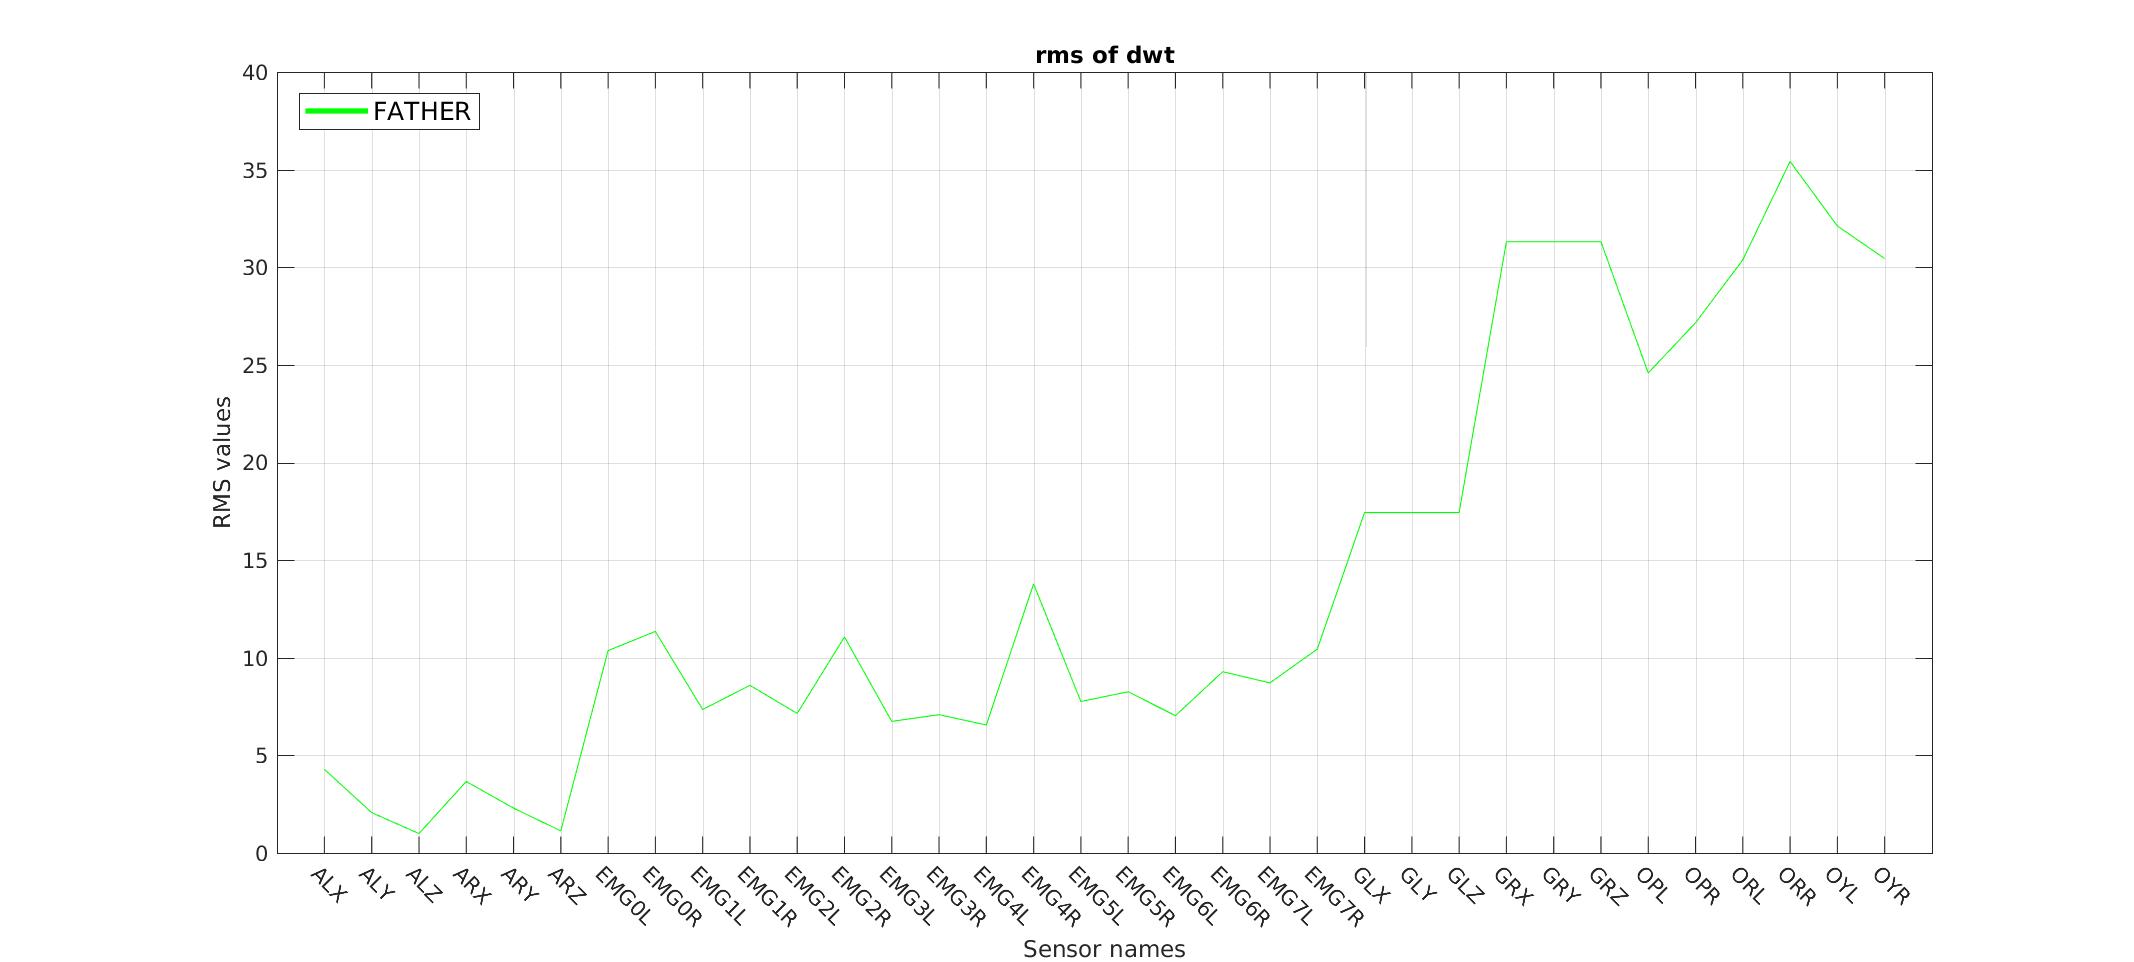 rms of dwt
FATHER
40
35
30
25
20
15
10
5
0
RMS values
ALX
ALY
ALZ
ARX
ARY
ARZ
EMG0L
EMG0R
EMG1L
EMG1R
EMG2L
EMG2R
EMG3L
EMG3R
EMG4L
EMG4R
EMG5L
EMG5R
EMG6L
EMG6R
EMG7L
EMG7R
GLX
GLY
GLZ
GRX
GRY
GRZ
OPL
OPR
ORL
ORR
OYL
OYR
Sensor names